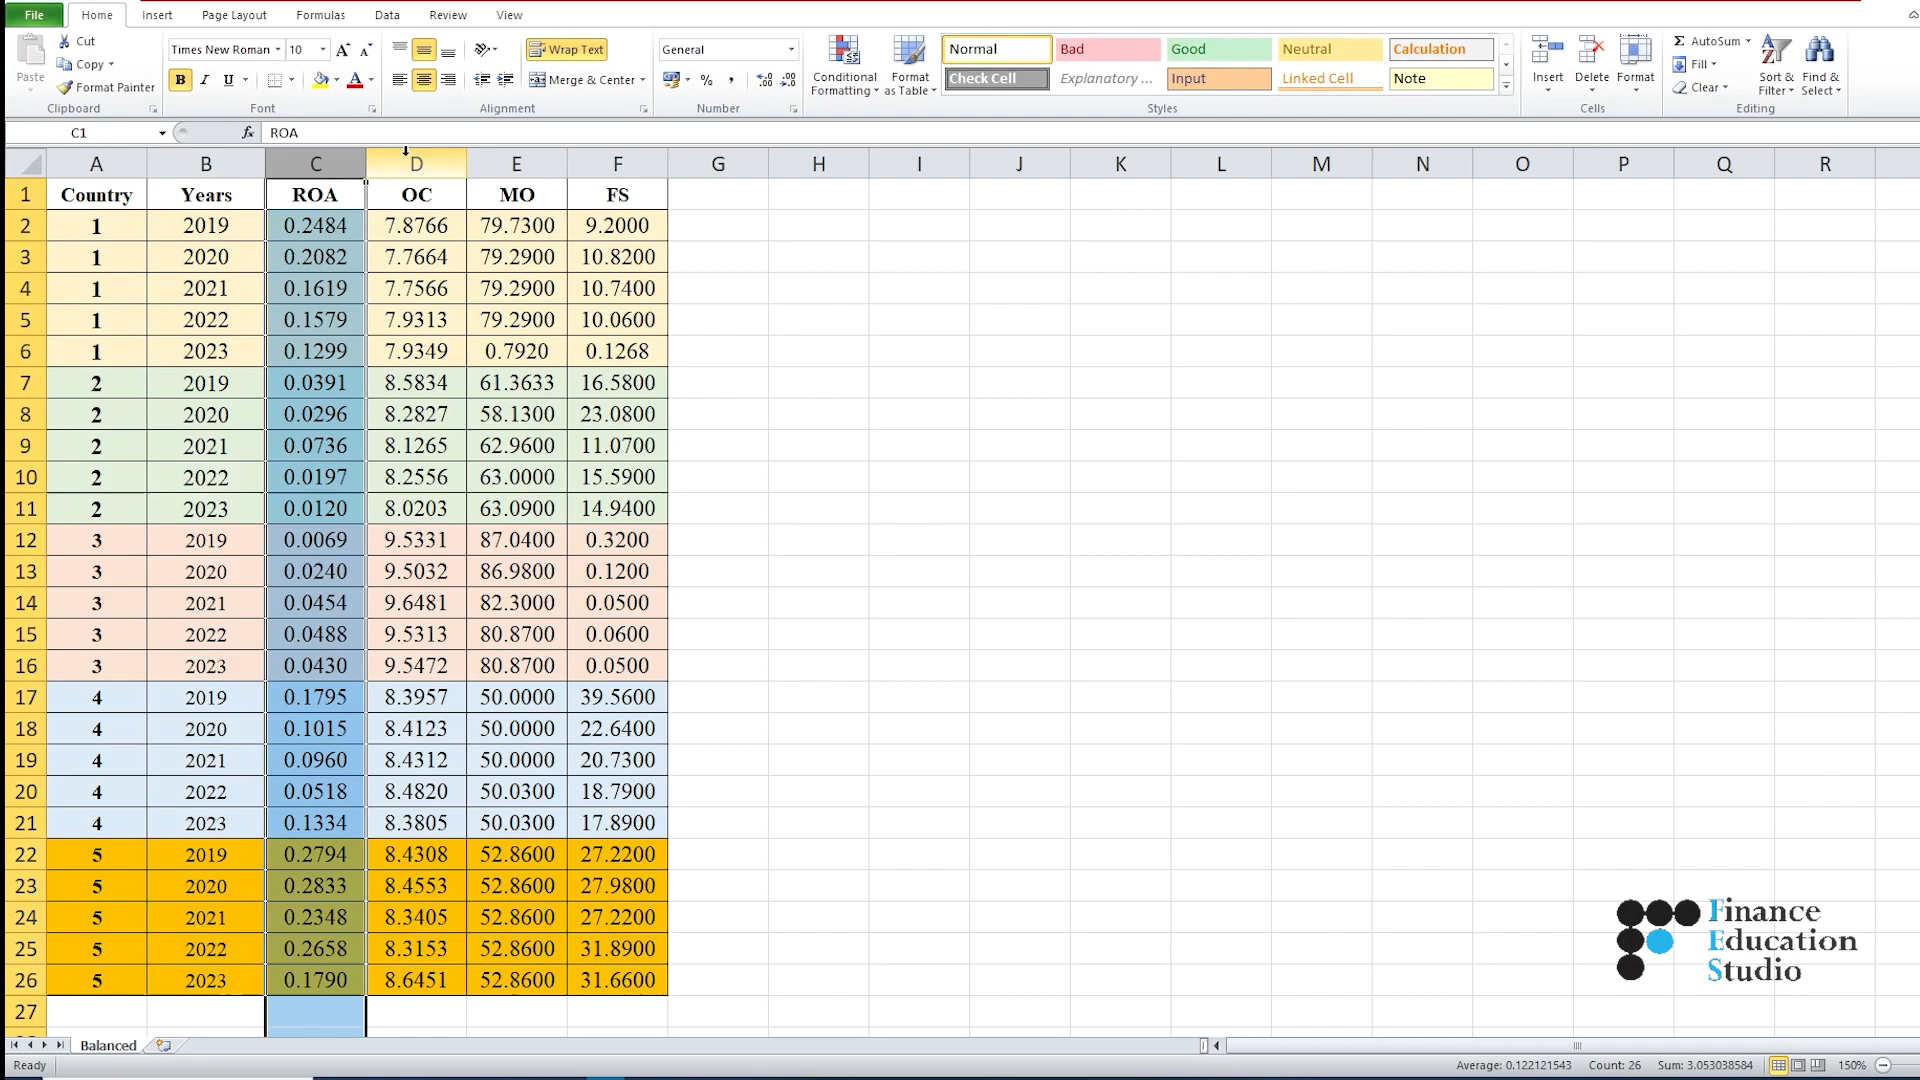 File Home Insert Page Layout Formulas Data Review View
Paste Cut Copy Format Painter Clipboard
Times New Roman 10 A A B I U A Font
Wrap Text Merge & Center Alignment
General % , Number
Conditional Formatting Format as Table
Normal Bad Good Neutral Calculation
Check Cell Explanatory ... Input Linked Cell Note
Styles
Insert Delete Format Cells
Σ AutoSum Fill Clear Sort & Filter Find & Select Editing
C1 fx ROA
A B C D E F G H I J K L M N O P Q R
1 Country Years ROA OC MO FS
2 1 2019 0.2484 7.8766 79.7300 9.2000
3 1 2020 0.2082 7.7664 79.2900 10.8200
4 1 2021 0.1619 7.7566 79.2900 10.7400
5 1 2022 0.1579 7.9313 79.2900 10.0600
6 1 2023 0.1299 7.9349 0.7920 0.1268
7 2 2019 0.0391 8.5834 61.3633 16.5800
8 2 2020 0.0296 8.2827 58.1300 23.0800
9 2 2021 0.0736 8.1265 62.9600 11.0700
10 2 2022 0.0197 8.2556 63.0000 15.5900
11 2 2023 0.0120 8.0203 63.0900 14.9400
12 3 2019 0.0069 9.5331 87.0400 0.3200
13 3 2020 0.0240 9.5032 86.9800 0.1200
14 3 2021 0.0454 9.6481 82.3000 0.0500
15 3 2022 0.0488 9.5313 80.8700 0.0600
16 3 2023 0.0430 9.5472 80.8700 0.0500
17 4 2019 0.1795 8.3957 50.0000 39.5600
18 4 2020 0.1015 8.4123 50.0000 22.6400
19 4 2021 0.0960 8.4312 50.0000 20.7300
20 4 2022 0.0518 8.4820 50.0300 18.7900
21 4 2023 0.1334 8.3805 50.0300 17.8900
22 5 2019 0.2794 8.4308 52.8600 27.2200
23 5 2020 0.2833 8.4553 52.8600 27.9800
24 5 2021 0.2348 8.3405 52.8600 27.2200
25 5 2022 0.2658 8.3153 52.8600 31.8900
26 5 2023 0.1790 8.6451 52.8600 31.6600
27
Finance
Education
Studio
Balanced
Ready Average: 0.122121543 Count: 26 Sum: 3.053038584 150%